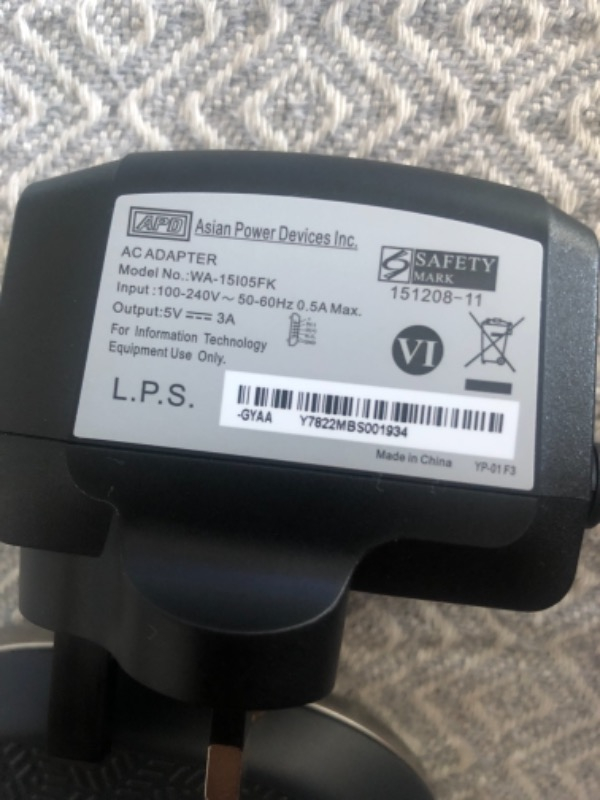 APD Asian Power Devices Inc.
AC ADAPTER
Model No.:WA-15I05FK
Input :100-240V ~ 50-60Hz 0.5A Max.
Output:5V ⎓ 3A
For Information Technology
Equipment Use Only.
L.P.S.
S SAFETY
MARK
151208-11
VI
-GYAA Y7822MBS001934
Made in China YP-01 F3